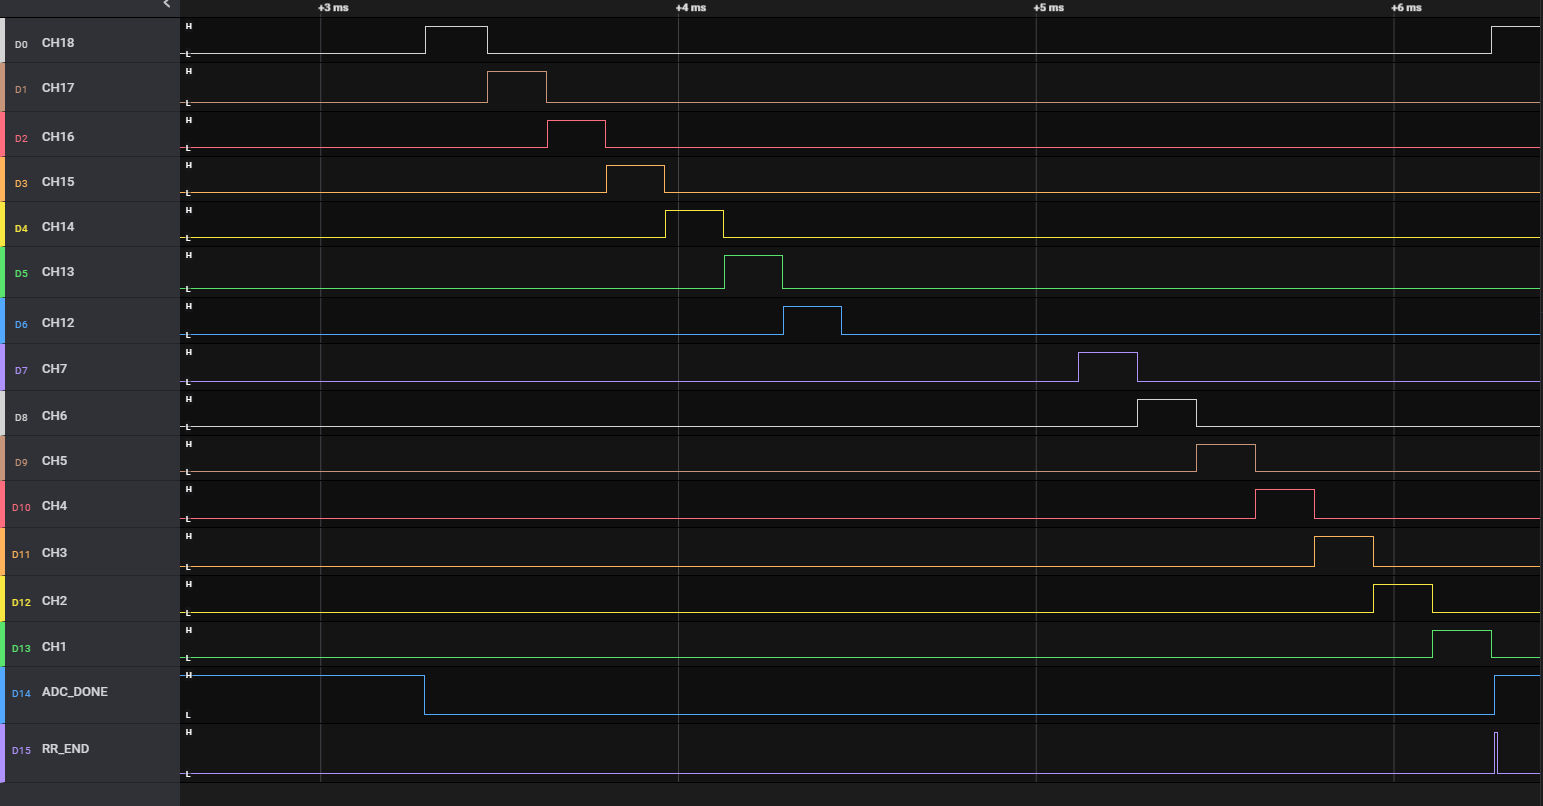 +3 ms +4 ms +5 ms +6 ms
D0 CH18 H L
D1 CH17 H L
D2 CH16 H L
D3 CH15 H L
D4 CH14 H L
D5 CH13 H L
D6 CH12 H L
D7 CH7 H L
D8 CH6 H L
D9 CH5 H L
D10 CH4 H L
D11 CH3 H L
D12 CH2 H L
D13 CH1 H L
D14 ADC_DONE H L
D15 RR_END H L